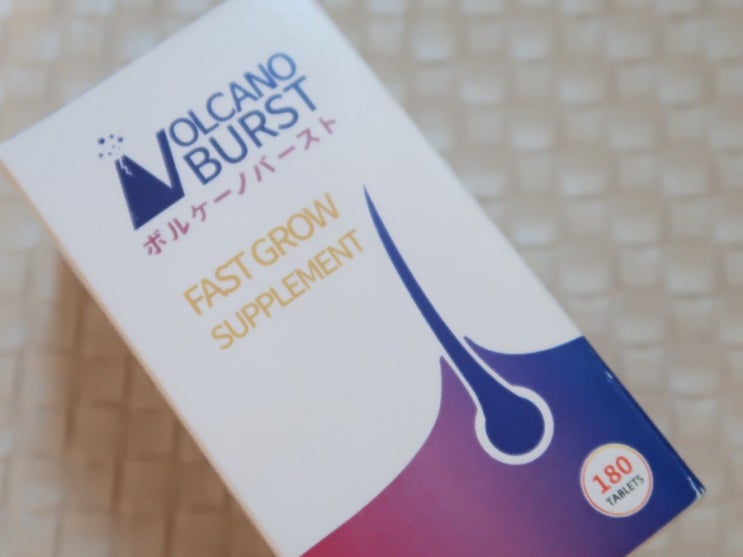 VOLCANO
BURST
ボルケーノバースト
FAST GROW
SUPPLEMENT
180
TABLETS